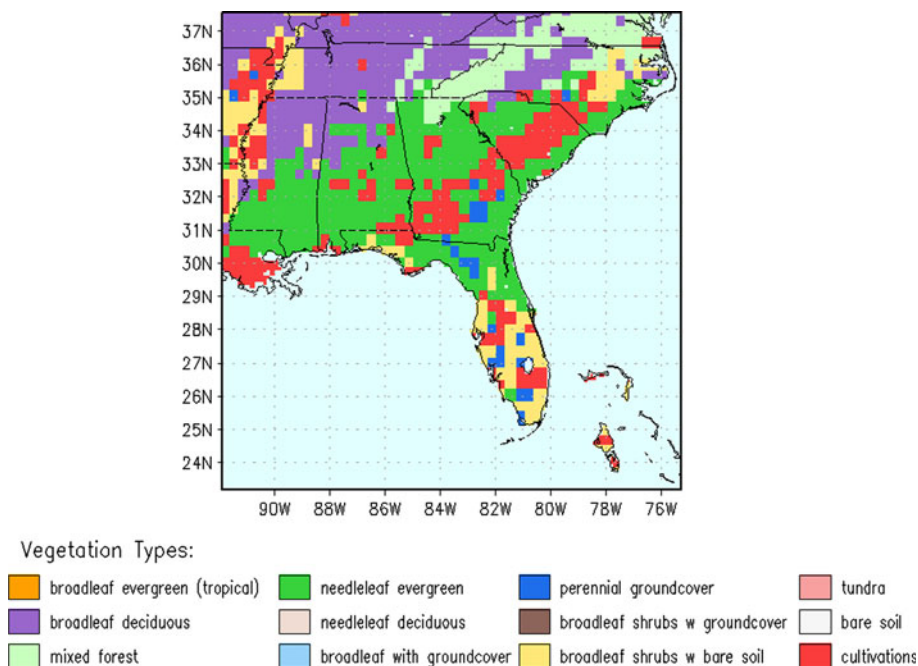 37N
36N
35N
34N
33N
32N
31N
30N
29N
28N
27N
26N
25N
24N
90W 88W 86W 84W 82W 80W 78W 76W
Vegetation Types:
broadleaf evergreen (tropical) needleleaf evergreen perennial groundcover tundra
broadleaf deciduous needleleaf deciduous broadleaf shrubs w groundcover bare soil
mixed forest broadleaf with groundcover broadleaf shrubs w bare soil cultivations